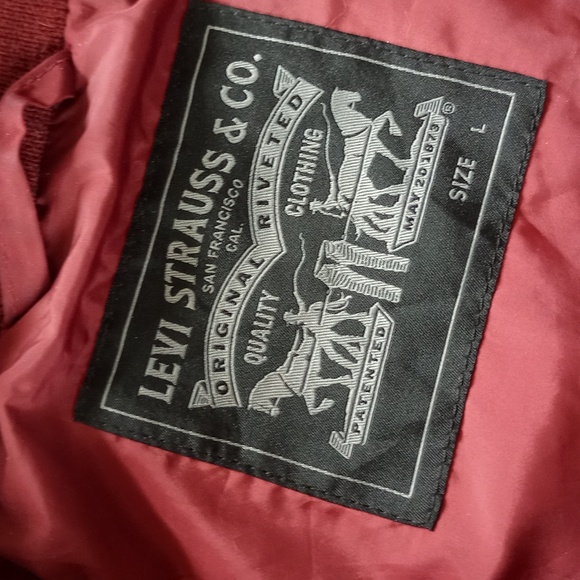 LEVI STRAUSS & CO.
SAN FRANCISCO
CAL.
ORIGINAL RIVETED
QUALITY CLOTHING
PATENTED MAY 20 1873 ®
SIZE L